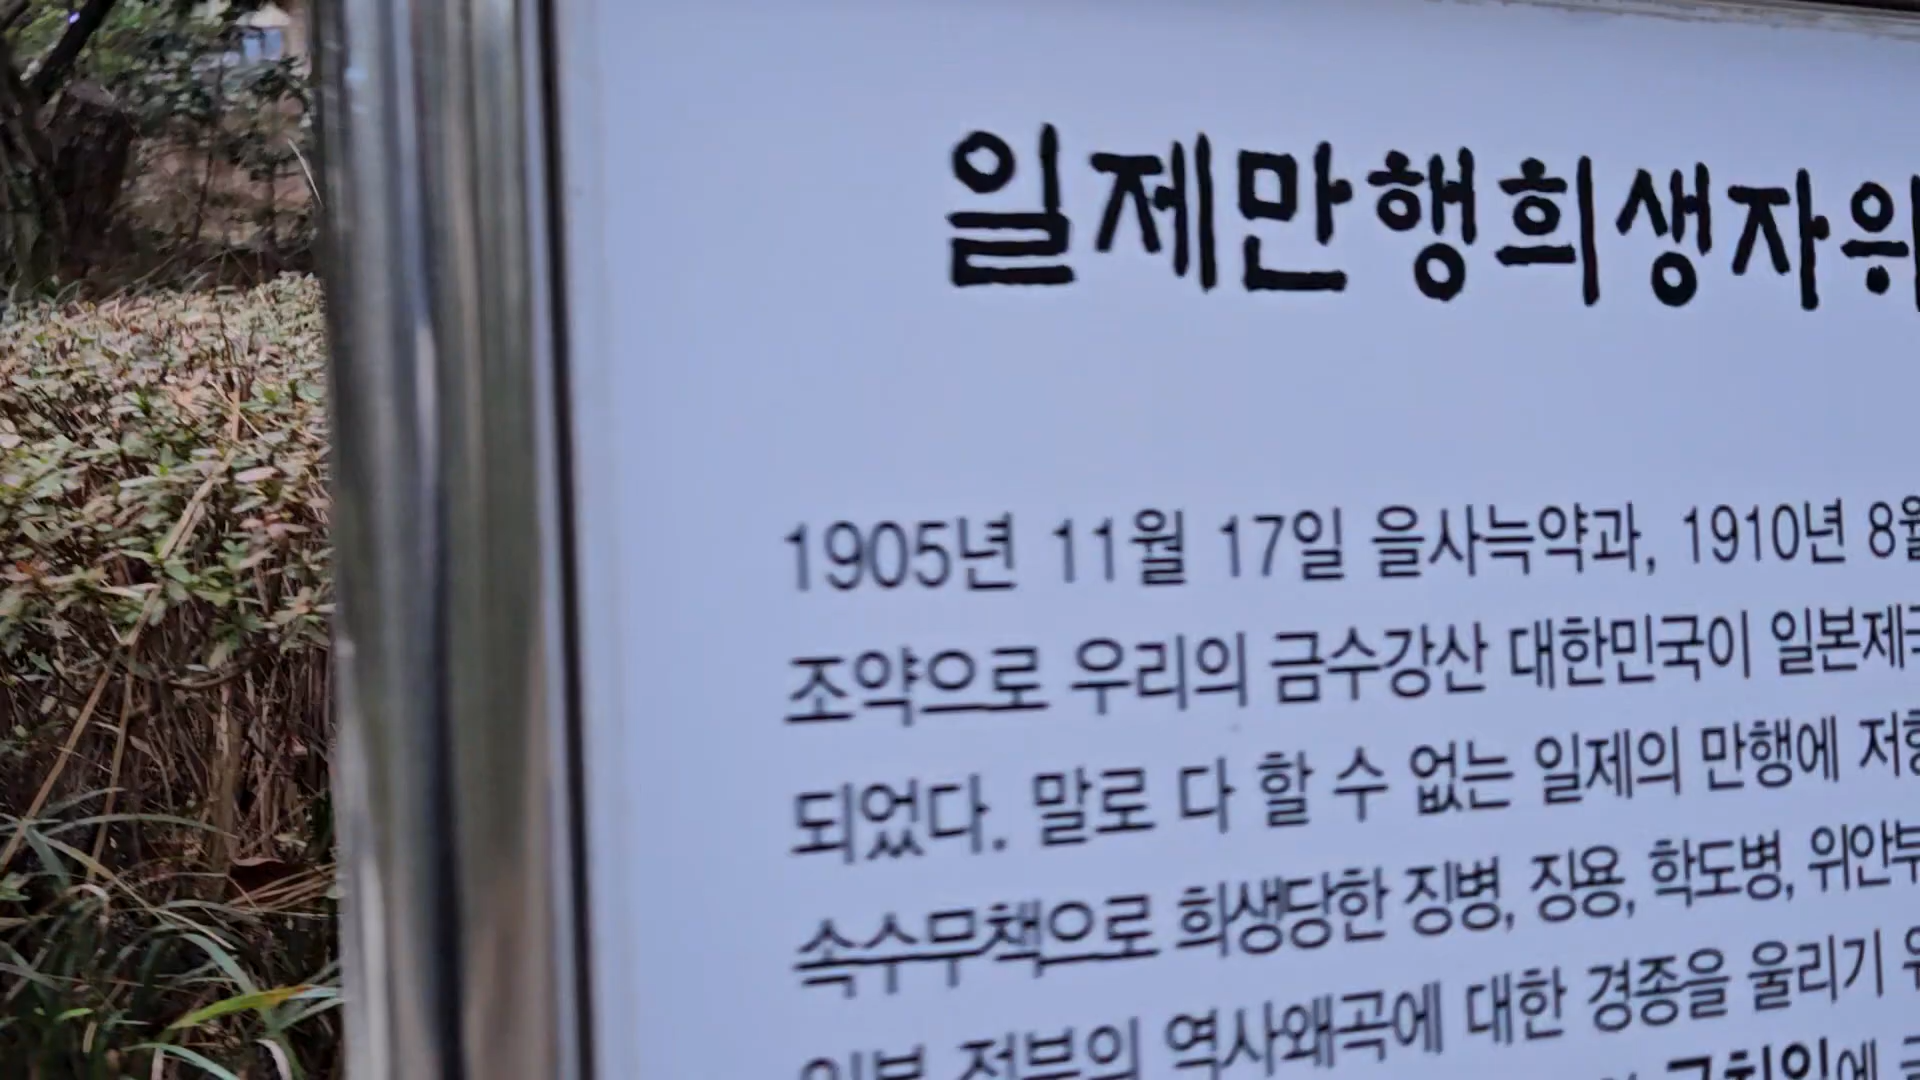 일제만행희생자위
1905년 11월 17일 을사늑약과, 1910년 8월
조약으로 우리의 금수강산 대한민국이 일본제국
되었다. 말로 다 할 수 없는 일제의 만행에 저항
속수무책으로 희생당한 징병, 징용, 학도병, 위안부
일본 정부의 역사왜곡에 대한 경종을 울리기 위
국치일에